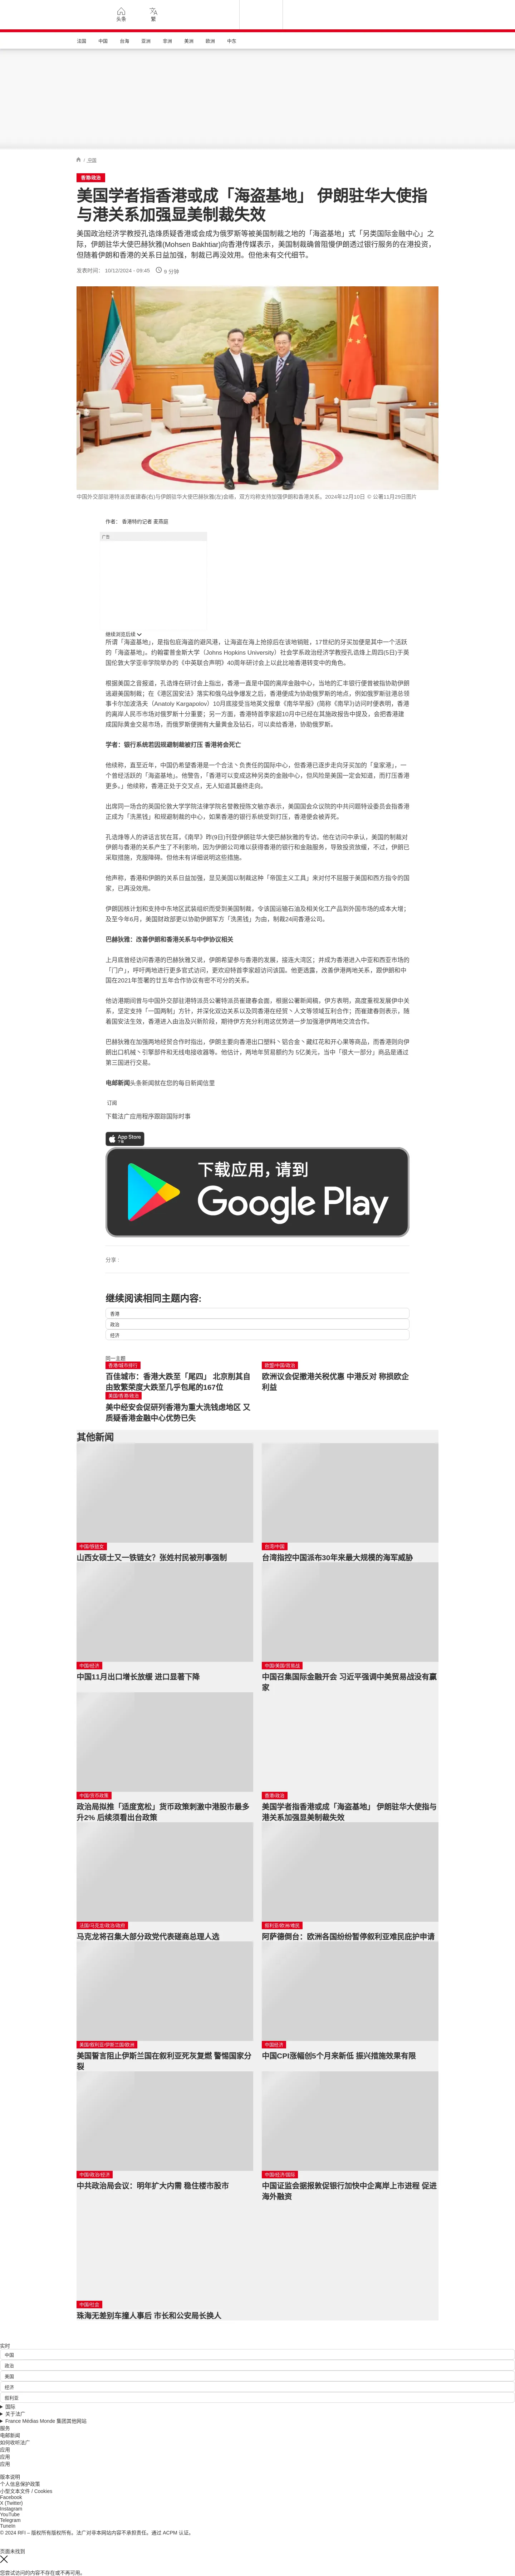 头条
繁
法国 中国 台海 亚洲 非洲 美洲 欧洲 中东
/ 中国
香港/政治
美国学者指香港或成「海盗基地」 伊朗驻华大使指
与港关系加强显美制裁失效
美国政治经济学教授孔诰烽质疑香港或会成为俄罗斯等被美国制裁之地的「海盗基地」式「另类国际金融中心」之
际，伊朗驻华大使巴赫狄雅(Mohsen Bakhtiar)向香港传媒表示，美国制裁确曾阻慢伊朗透过银行服务的在港投资，
但随着伊朗和香港的关系日益加强，制裁已再没效用。但他未有交代细节。
发表时间： 10/12/2024 - 09:45 6 分钟
中国外交部驻港特派员崔建春(右)与伊朗驻华大使巴赫狄雅(左)会晤，双方均称支持加强伊朗和香港关系。2024年12月10日 © 公署11月29日图片
作者： 香港特约记者 麦燕庭
广告
继续浏览后续
所谓「海盗基地」，是指包庇海盗的避风港，让海盗在海上抢掠后在该地销赃，17世纪的牙买加便是其中一个活跃
的「海盗基地」。约翰霍普金斯大学（Johns Hopkins University）社会学系政治经济学教授孔诰烽上周四(5日)于英
国伦敦大学亚非学院举办的《中英联合声明》40周年研讨会上以此比喻香港转变中的角色。
根据美国之音报道，孔诰烽在研讨会上指出，香港一直是中国的离岸金融中心，当地的汇丰银行便曾被指协助伊朗
逃避美国制裁；在《港区国安法》落实和俄乌战争爆发之后，香港便成为协助俄罗斯的地点，例如俄罗斯驻港总领
事卡尔加波洛夫（Anatoly Kargapolov）10月底接受当地英文报章《南华早报》(简称《南早》)访问时便表明，香港
的离岸人民币市场对俄罗斯十分重要；另一方面，香港特首李家超10月中已经在其施政报告中提及，会把香港建
成国际黄金交易市场，而俄罗斯便拥有大量黄金及钻石，可以卖给香港，协助俄罗斯。
学者：银行系统若因规避制裁被打压 香港将会死亡
他续称，直至近年，中国仍希望香港是一个合法丶负责任的国际中心，但香港已逐步走向牙买加的「皇家港」，一
个曾经活跃的「海盗基地」。他警告，「香港可以变成这种另类的金融中心，但风险是美国一定会知道，而打压香港
更多。」他续称，香港正处于交叉点，无人知道其最终走向。
出席同一场合的英国伦敦大学学院法律学院名誉教授陈文敏亦表示，美国国会众议院的中共问题特设委员会指香港
正成为「洗黑钱」和规避制裁的中心，如果香港的银行系统受到打压，香港便会被弄死。
孔诰烽等人的讲话言犹在耳，《南早》昨(9日)刊登伊朗驻华大使巴赫狄雅的专访。他在访问中承认，美国的制裁对
伊朗与香港的关系产生了不利影响，因为伊朗公司难以获得香港的银行和金融服务，导致投资放缓，不过，伊朗已
采取措施，克服障碍。但他未有详细说明这些措施。
他声称，香港和伊朗的关系日益加强，显见美国以制裁这种「帝国主义工具」来对付不屈服于美国和西方指令的国
家，已再没效用。
伊朗因核计划和支持中东地区武装组织而受到美国制裁，令该国运输石油及相关化工产品到外国市场的成本大增；
及至今年6月，美国财政部更以协助伊朗军方「洗黑钱」为由，制裁24间香港公司。
巴赫狄雅：改善伊朗和香港关系与中伊协议相关
上月底曾经访问香港的巴赫狄雅又说，伊朗希望参与香港的发展，接连大湾区；并成为香港进入中亚和西亚市场的
「门户」，呼吁两地进行更多官式访问，更欢迎特首李家超访问该国。他更透露，改善伊港两地关系，跟伊朗和中
国在2021年签署的廿五年合作协议有密不可分的关系。
他访港期间曾与中国外交部驻港特派员公署特派员崔建春会面，根据公署新闻稿，伊方表明，高度重视发展伊中关
系，坚定支持「一国两制」方针，并深化双边关系以及同香港在经贸丶人文等领域互利合作；而崔建春则表示，随
着国安法生效，香港进入由治及兴新阶段，期待伊方充分利用这优势进一步加强港伊两地交流合作。
巴赫狄雅在加强两地经贸合作时指出，伊朗主要向香港出口塑料丶铝合金丶藏红花和开心果等商品，而香港则向伊
朗出口机械丶引擎部件和无线电接收器等。他估计，两地年贸易额约为 5亿美元，当中「很大一部分」商品是通过
第三国进行交易。
电邮新闻头条新闻就在您的每日新闻信里
订阅
下载法广应用程序跟踪国际时事
App Store
下载
下载应用，请到
Google Play
分享 :
继续阅读相同主题内容:
香港
政治
经济
同一主题
香港/城市排行
百佳城市：香港大跌至「尾四」 北京削其自
由致繁荣度大跌至几乎包尾的167位
欧盟/中国/政治
欧洲议会促撤港关税优惠 中港反对 称损欧企
利益
美国/香港/政治
美中经安会促研列香港为重大洗钱虑地区 又
质疑香港金融中心优势已失
其他新闻
中国/铁链女
山西女硕士又一铁链女？张姓村民被刑事强制
台湾/中国
台湾指控中国派布30年来最大规模的海军威胁
中国/经济
中国11月出口增长放缓 进口显著下降
中国/美国/贸易战
中国召集国际金融开会 习近平强调中美贸易战没有赢
家
中国/货币政策
政治局拟推「适度宽松」货币政策刺激中港股市最多
升2% 后续须看出台政策
香港/政治
美国学者指香港或成「海盗基地」 伊朗驻华大使指与
港关系加强显美制裁失效
法国/马克龙/政治/政府
马克龙将召集大部分政党代表磋商总理人选
叙利亚/欧洲/难民
阿萨德倒台：欧洲各国纷纷暂停叙利亚难民庇护申请
美国/叙利亚/伊斯兰国/欧洲
美国誓言阻止伊斯兰国在叙利亚死灰复燃 警惕国家分
裂
中国经济
中国CPI涨幅创5个月来新低 振兴措施效果有限
中国/政治/经济
中共政治局会议：明年扩大内需 稳住楼市股市
中国/经济/国际
中国证监会据报敦促银行加快中企离岸上市进程 促进
海外融资
中国/社会
珠海无差别车撞人事后 市长和公安局长换人
实时
中国
政治
美国
经济
叙利亚
国际
关于法广
France Médias Monde 集团其他网站
服务
电邮新闻
如何收听法广
应用
应用
应用
版本说明
个人信息保护政策
小型文本文件 / Cookies
Facebook
X (Twitter)
Instagram
YouTube
Telegram
TuneIn
© 2024 RFI – 版权所有版权所有。法广对非本网站内容不承担责任。通过 ACPM 认证。
页面未找到
您尝试访问的内容不存在或不再可用。